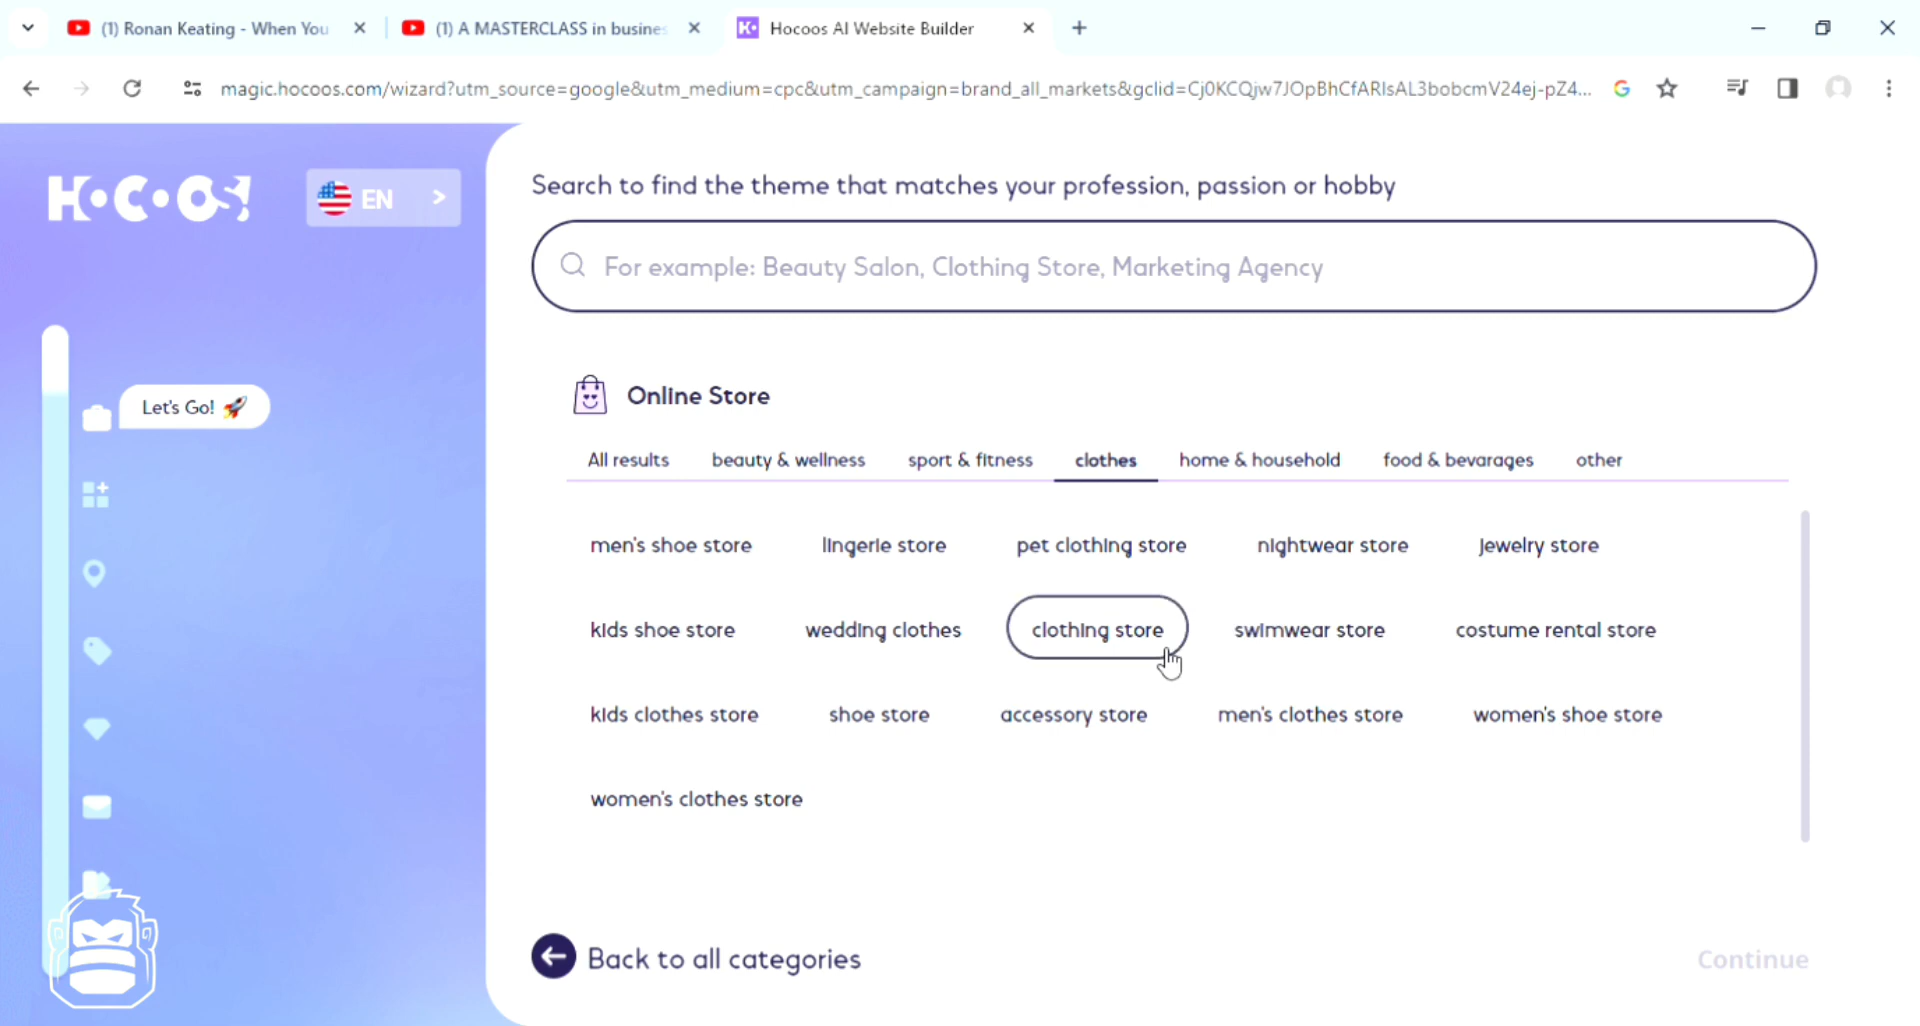 (1) Ronan Keating - When You
(1) A MASTERCLASS in busines
K•
Hocoos AI Website Builder
magic.hocoos.com/wizard?utm_source=google&utm_medium=cpc&utm_campaign=brand_all_markets&gclid=Cj0KCQjw7JOpBhCfARIsAL3bobcmV24ej-pZ4...
HOCOOS
EN >
Let's Go! 🚀
Search to find the theme that matches your profession, passion or hobby
For example: Beauty Salon, Clothing Store, Marketing Agency
Online Store
All results beauty & wellness sport & fitness clothes home & household food & bevarages other
men's shoe store lingerie store pet clothing store nightwear store jewelry store
kids shoe store wedding clothes clothing store swimwear store costume rental store
kids clothes store shoe store accessory store men's clothes store women's shoe store
women's clothes store
Back to all categories
Continue